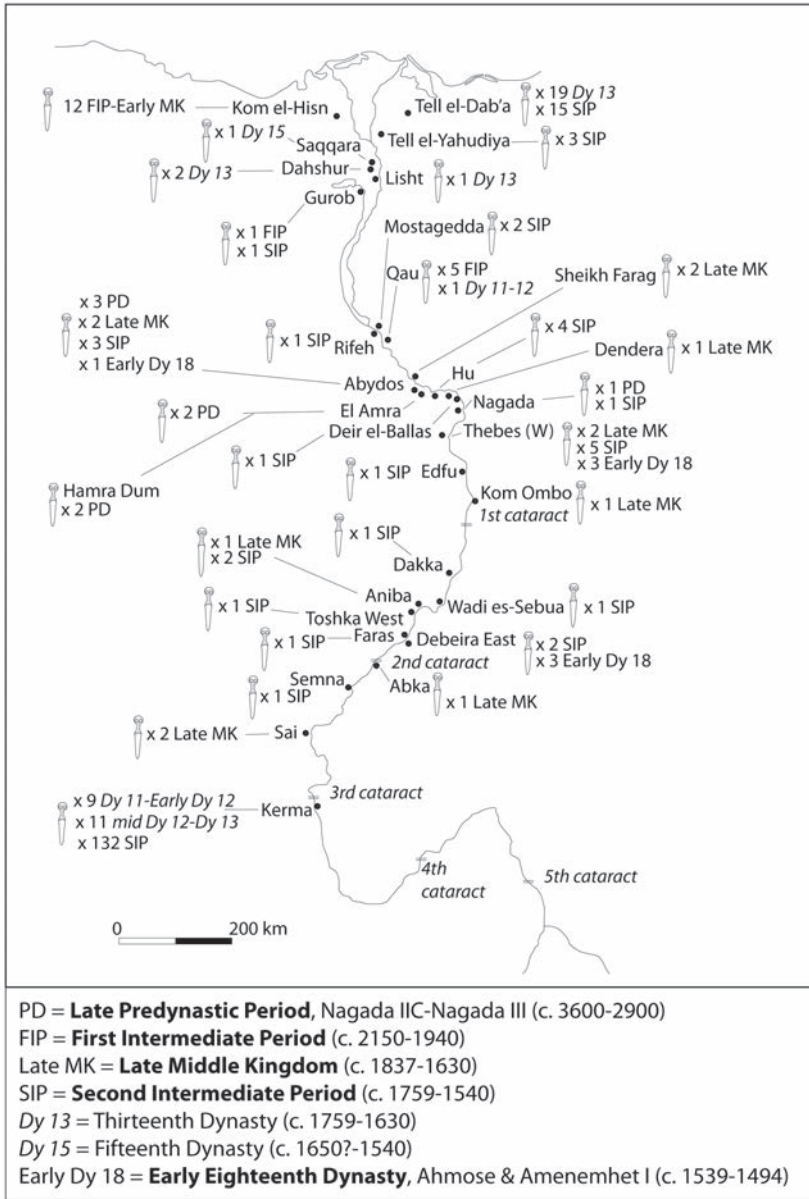 12 FIP-Early MK
Kom el-Hisn
Tell el-Dab'a
x 19 Dy 13
x 15 SIP
x 1 Dy 15
Saqqara
Tell el-Yahudiya
x 3 SIP
x 2 Dy 13
Dahshur
Lisht
x 1 Dy 13
Gurob
x 1 FIP
x 1 SIP
Mostagedda
x 2 SIP
Qau
x 5 FIP
x 1 Dy 11-12
Sheikh Farag
x 2 Late MK
x 3 PD
x 2 Late MK
x 3 SIP
x 1 Early Dy 18
x 1 SIP
Rifeh
x 4 SIP
Hu
Dendera
x 1 Late MK
Abydos
x 2 PD
El Amra
Nagada
x 1 PD
x 1 SIP
Deir el-Ballas
x 1 SIP
Thebes (W)
x 2 Late MK
x 5 SIP
x 3 Early Dy 18
Hamra Dum
x 2 PD
x 1 SIP
Edfu
Kom Ombo
x 1 Late MK
1st cataract
x 1 SIP
Dakka
x 1 Late MK
x 2 SIP
Aniba
Wadi es-Sebua
x 1 SIP
x 1 SIP
Toshka West
x 1 SIP
Faras
Debeira East
x 2 SIP
x 3 Early Dy 18
2nd cataract
Semna
x 1 SIP
Abka
x 1 Late MK
x 2 Late MK
Sai
x 9 Dy 11-Early Dy 12
x 11 mid Dy 12-Dy 13
x 132 SIP
Kerma
3rd cataract
4th
cataract
5th cataract
0
200 km
PD = Late Predynastic Period, Nagada IIC-Nagada III (c. 3600-2900)
FIP = First Intermediate Period (c. 2150-1940)
Late MK = Late Middle Kingdom (c. 1837-1630)
SIP = Second Intermediate Period (c. 1759-1540)
Dy 13 = Thirteenth Dynasty (c. 1759-1630)
Dy 15 = Fifteenth Dynasty (c. 1650?-1540)
Early Dy 18 = Early Eighteenth Dynasty, Ahmose & Amenemhet I (c. 1539-1494)